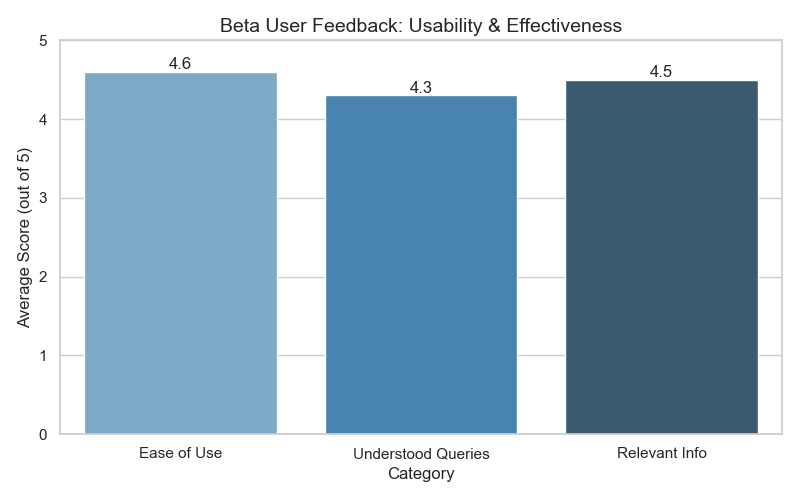 Beta User Feedback: Usability & Effectiveness
5
4
3
2
1
0
Average Score (out of 5)
4.6
4.3
4.5
Ease of Use
Understood Queries
Relevant Info
Category